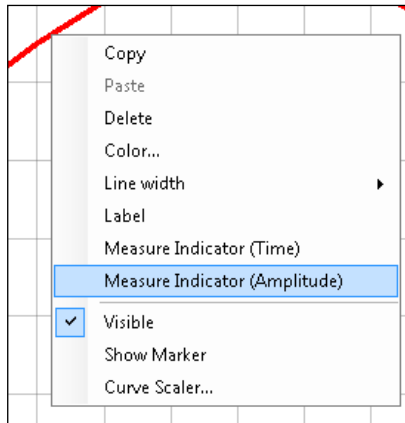 Copy
Paste
Delete
Color...
Line width
Label
Measure Indicator (Time)
Measure Indicator (Amplitude)
Visible
Show Marker
Curve Scaler...